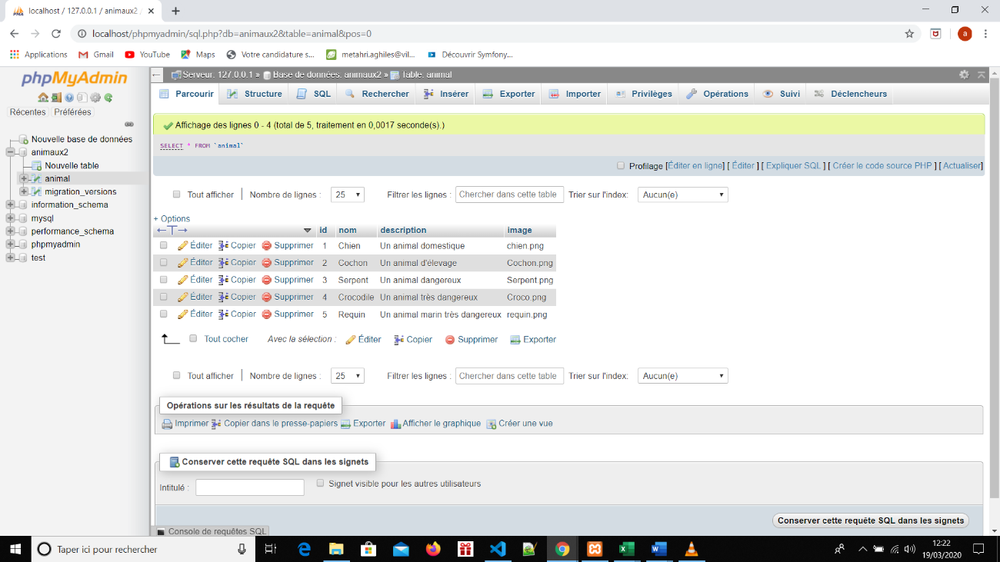 localhost / 127.0.0.1 / animaux2 /
localhost/phpmyadmin/sql.php?db=animaux2&table=animal&pos=0
a
Applications Gmail YouTube Maps Votre candidature s... metahri.aghiles@vil... Découvrir Symfony...
phpMyAdmin
Récentes Préférées
Nouvelle base de données
animaux2
Nouvelle table
animal
migration_versions
information_schema
mysql
performance_schema
phpmyadmin
test
Serveur: 127.0.0.1 » Base de données: animaux2 » Table: animal
Parcourir Structure SQL Rechercher Insérer Exporter Importer Privilèges Opérations Suivi Déclencheurs
Affichage des lignes 0 - 4 (total de 5, traitement en 0,0017 seconde(s).)
SELECT * FROM `animal`
Profilage [Éditer en ligne] [ Éditer ] [ Expliquer SQL ] [ Créer le code source PHP ] [ Actualiser]
Tout afficher | Nombre de lignes : 25 Filtrer les lignes : Chercher dans cette table Trier sur l'index: Aucun(e)
+ Options
←T→ id nom description image
Éditer Copier Supprimer 1 Chien Un animal domestique chien.png
Éditer Copier Supprimer 2 Cochon Un animal d'élevage Cochon.png
Éditer Copier Supprimer 3 Serpent Un animal dangereux Serpent.png
Éditer Copier Supprimer 4 Crocodile Un animal très dangereux Croco.png
Éditer Copier Supprimer 5 Requin Un animal marin très dangereux requin.png
Tout cocher Avec la sélection : Éditer Copier Supprimer Exporter
Tout afficher | Nombre de lignes : 25 Filtrer les lignes : Chercher dans cette table Trier sur l'index: Aucun(e)
Opérations sur les résultats de la requête
Imprimer Copier dans le presse-papiers Exporter Afficher le graphique Créer une vue
Conserver cette requête SQL dans les signets
Intitulé : Signet visible pour les autres utilisateurs
Conserver cette requête SQL dans les signets
Console de requêtes SQL
Taper ici pour rechercher
12:22
19/03/2020